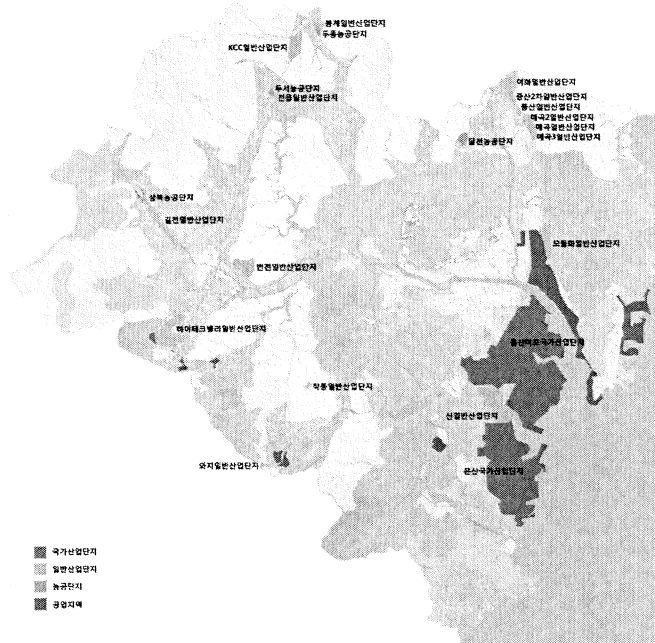 봉계일반산업단지
두동농공단지
KCC일반산업단지
두서농공단지
전읍일반산업단지
이화일반산업단지
중산2차일반산업단지
중산일반산업단지
매곡2일반산업단지
매곡일반산업단지
매곡3일반산업단지
달천농공단지
상북농공단지
길천일반산업단지
모듈화일반산업단지
반천일반산업단지
하이테크밸리일반산업단지
울산미포국가산업단지
작동일반산업단지
신일반산업단지
와지일반산업단지
온산국가산업단지
국가산업단지
일반산업단지
농공단지
공업지역